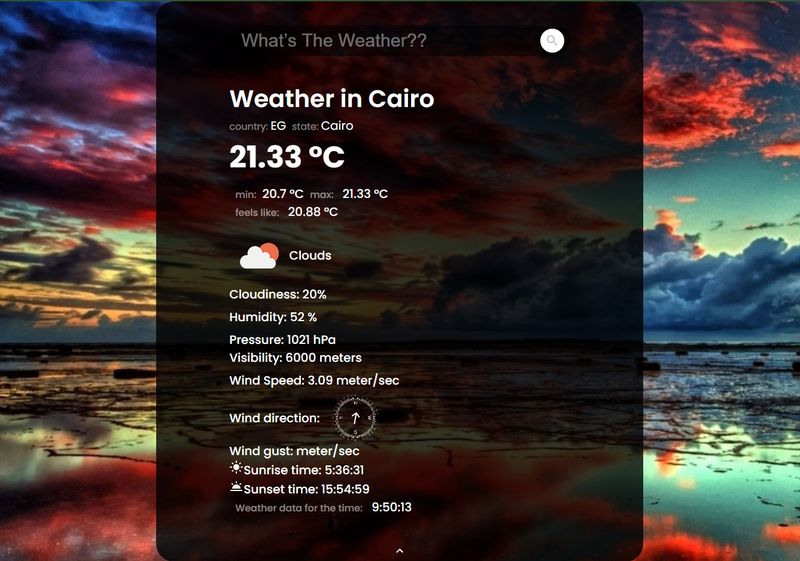 What's The Weather??
Weather in Cairo
country: EG state: Cairo
21.33 °C
min: 20.7 °C max: 21.33 °C
feels like: 20.88 °C
Clouds
Cloudiness: 20%
Humidity: 52 %
Pressure: 1021 hPa
Visibility: 6000 meters
Wind Speed: 3.09 meter/sec
Wind direction:
Wind gust: meter/sec
Sunrise time: 5:36:31
Sunset time: 15:54:59
Weather data for the time: 9:50:13